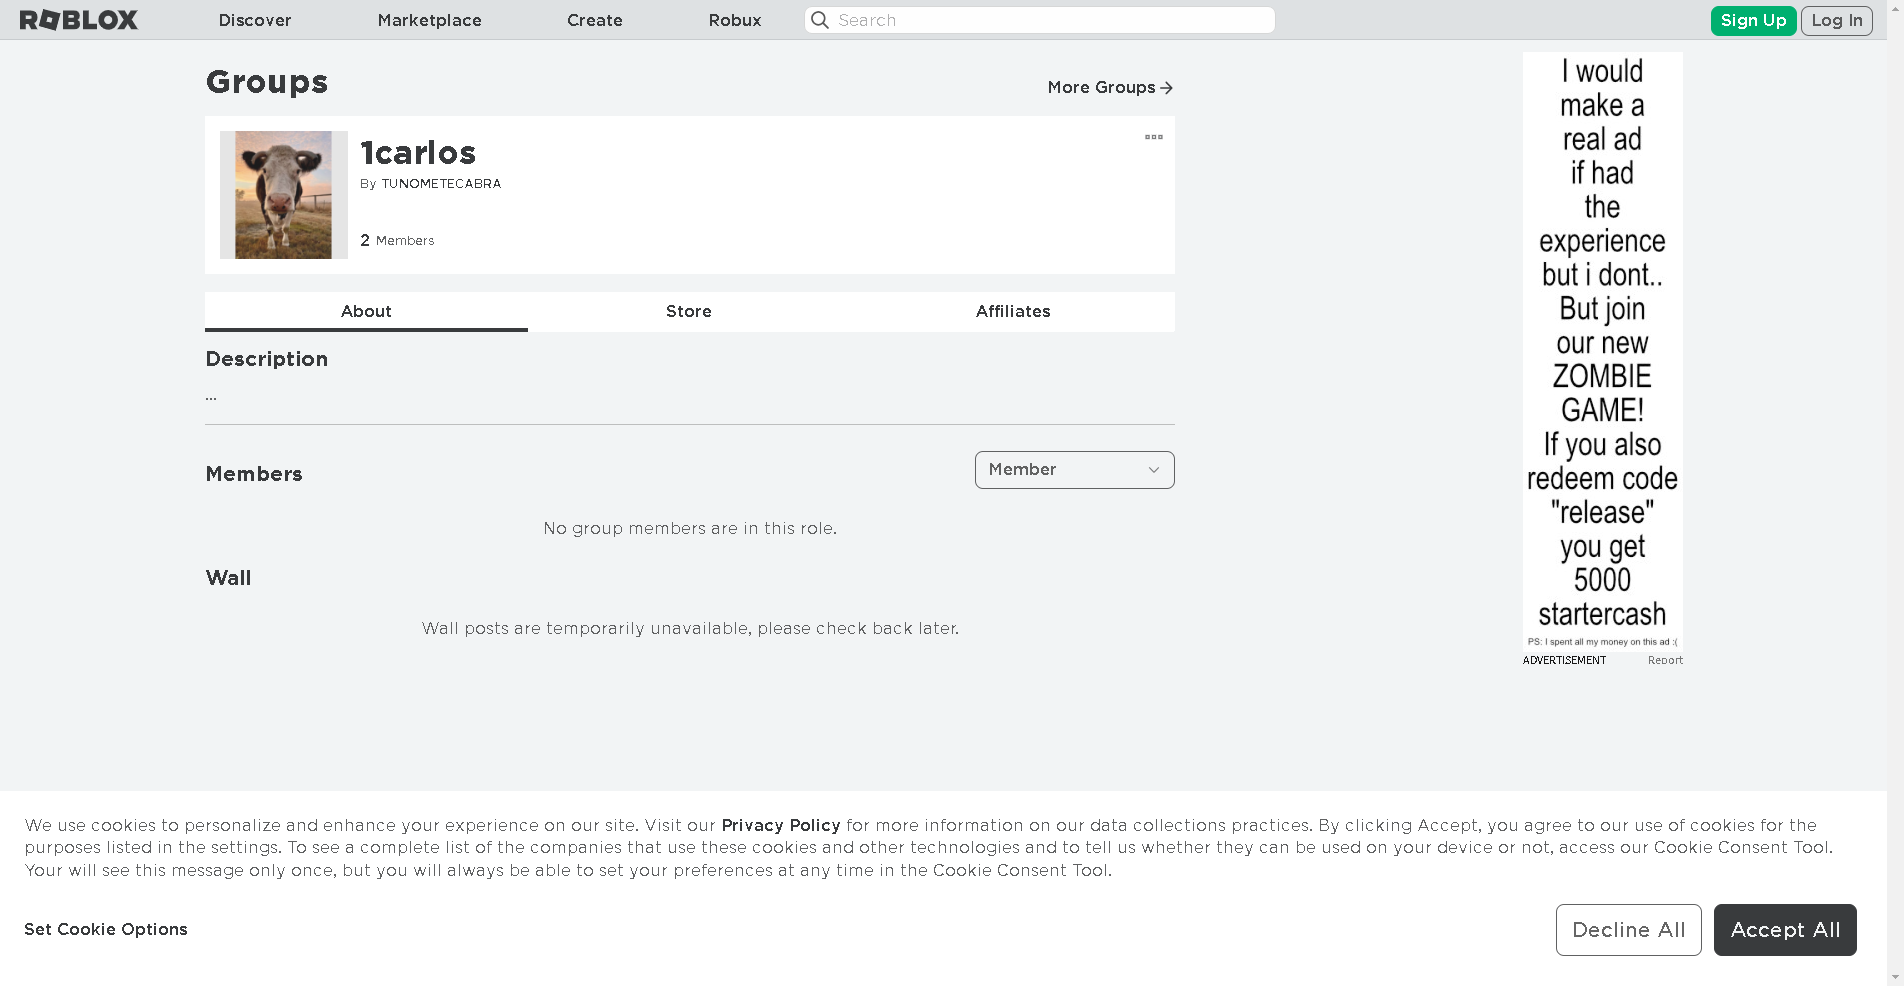 ROBLOX
Discover
Marketplace
Create
Robux
Search
Sign Up
Log In
Groups
More Groups
1carlos
By TUNOMETECABRA
2 Members
About
Store
Affiliates
Description
...
Members
Member
No group members are in this role.
Wall
Wall posts are temporarily unavailable, please check back later.
I would
make a
real ad
if had
the
experience
but i dont..
But join
our new
ZOMBIE
GAME!
If you also
redeem code
"release"
you get
5000
startercash
PS: I spent all my money on this ad :(
ADVERTISEMENT
Report
We use cookies to personalize and enhance your experience on our site. Visit our Privacy Policy for more information on our data collections practices. By clicking Accept, you agree to our use of cookies for the
purposes listed in the settings. To see a complete list of the companies that use these cookies and other technologies and to tell us whether they can be used on your device or not, access our Cookie Consent Tool.
Your will see this message only once, but you will always be able to set your preferences at any time in the Cookie Consent Tool.
Set Cookie Options
Decline All
Accept All